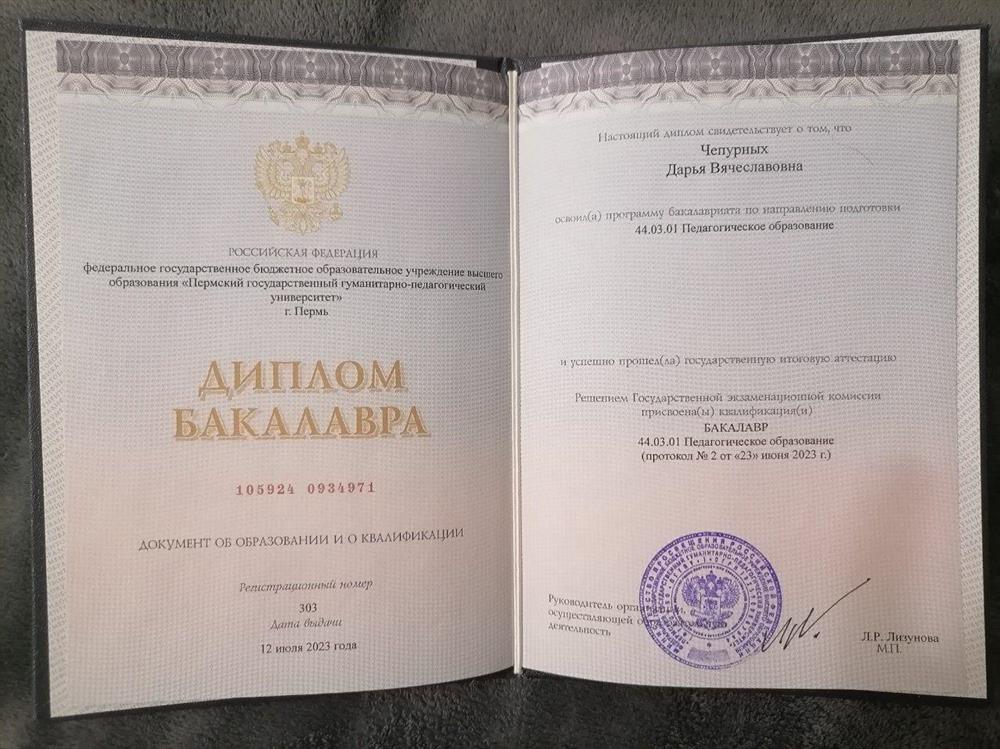 РОССИЙСКАЯ ФЕДЕРАЦИЯ
федеральное государственное бюджетное образовательное учреждение высшего
образования «Пермский государственный гуманитарно-педагогический
университет»
г. Пермь
ДИПЛОМ
БАКАЛАВРА
105924 0934971
ДОКУМЕНТ ОБ ОБРАЗОВАНИИ И О КВАЛИФИКАЦИИ
Регистрационный номер
303
Дата выдачи
12 июля 2023 года
Настоящий диплом свидетельствует о том, что
Чепурных
Дарья Вячеславовна
освоил(а) программу бакалавриата по направлению подготовки
44.03.01 Педагогическое образование
и успешно прошел(ла) государственную итоговую аттестацию
Решением Государственной экзаменационной комиссии
присвоена(ы) квалификация(и)
БАКАЛАВР
44.03.01 Педагогическое образование
(протокол № 2 от «23» июня 2023 г.)
Руководитель организации,
осуществляющей образовательную
деятельность
Л.Р. Лизунова
М.П.